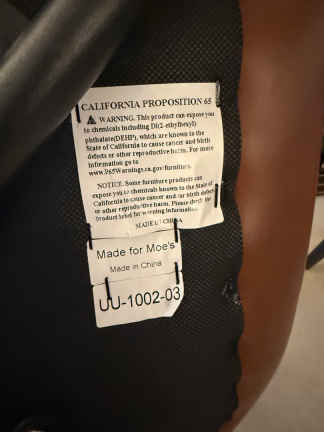 CALIFORNIA PROPOSITION 65
⚠ WARNING. This product can expose you
to chemicals including Di(2-ethylhexyl)
phthalate(DEHP), which are known to the
State of California to cause cancer and birth
defects or other reproductive harm. For more
information go to
www.P65Warnings.ca.gov/furniture.
NOTICE. Some furniture products can
expose you to chemicals known to the State of
California to cause cancer and/or birth defects
or other reproductive harm. Please check the
product label for warning information.
MADE IN CHINA
Made for Moe's
Made in China
UU-1002-03